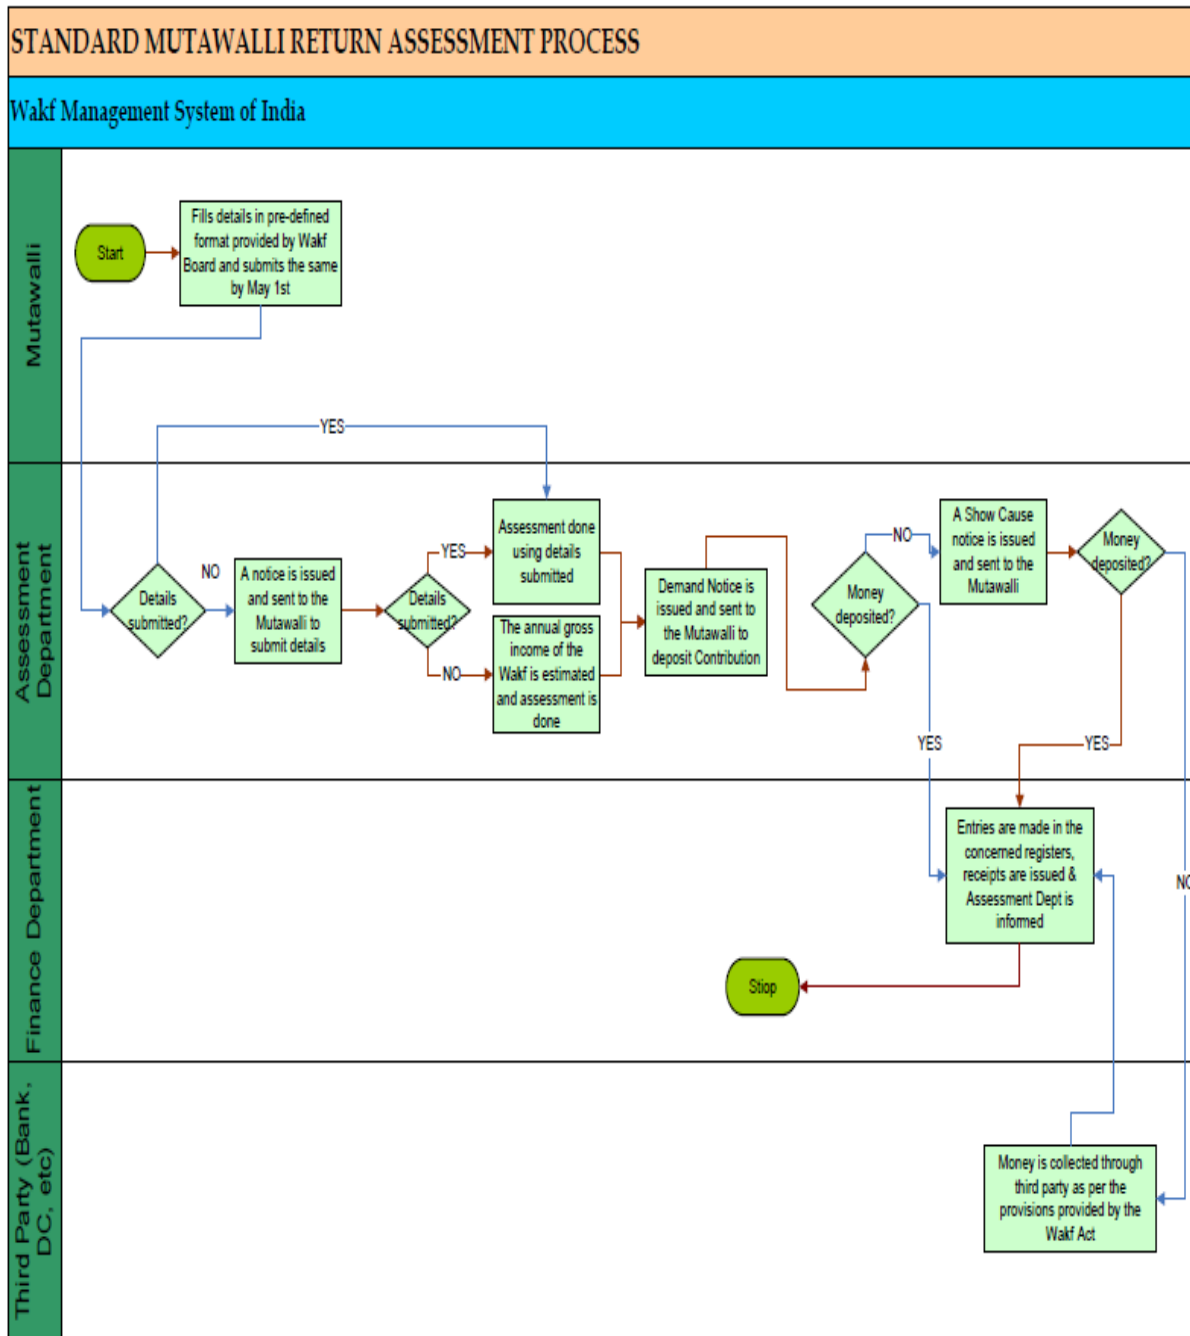 STANDARD MUTAWALLI RETURN ASSESSMENT PROCESS
Wakf Management System of India
Mutawalli
Start
Fills details in pre-defined
format provided by Wakf
Board and submits the same
by May 1st
YES
Assessment
Department
Details
submitted?
NO
A notice is issued
and sent to the
Mutawalli to
submit details
Details
submitted?
YES
NO
Assessment done
using details
submitted
The annual gross
income of the
Wakf is estimated
and assessment is
done
Demand Notice is
issued and sent to
the Mutawalli to
deposit Contribution
Money
deposited?
NO
YES
A Show Cause
notice is issued
and sent to the
Mutawalli
Money
deposited?
YES
NO
Finance Department
Entries are made in the
concerned registers,
receipts are issued &
Assessment Dept is
informed
Stiop
Third Party (Bank,
DC, etc)
Money is collected through
third party as per the
provisions provided by the
Wakf Act